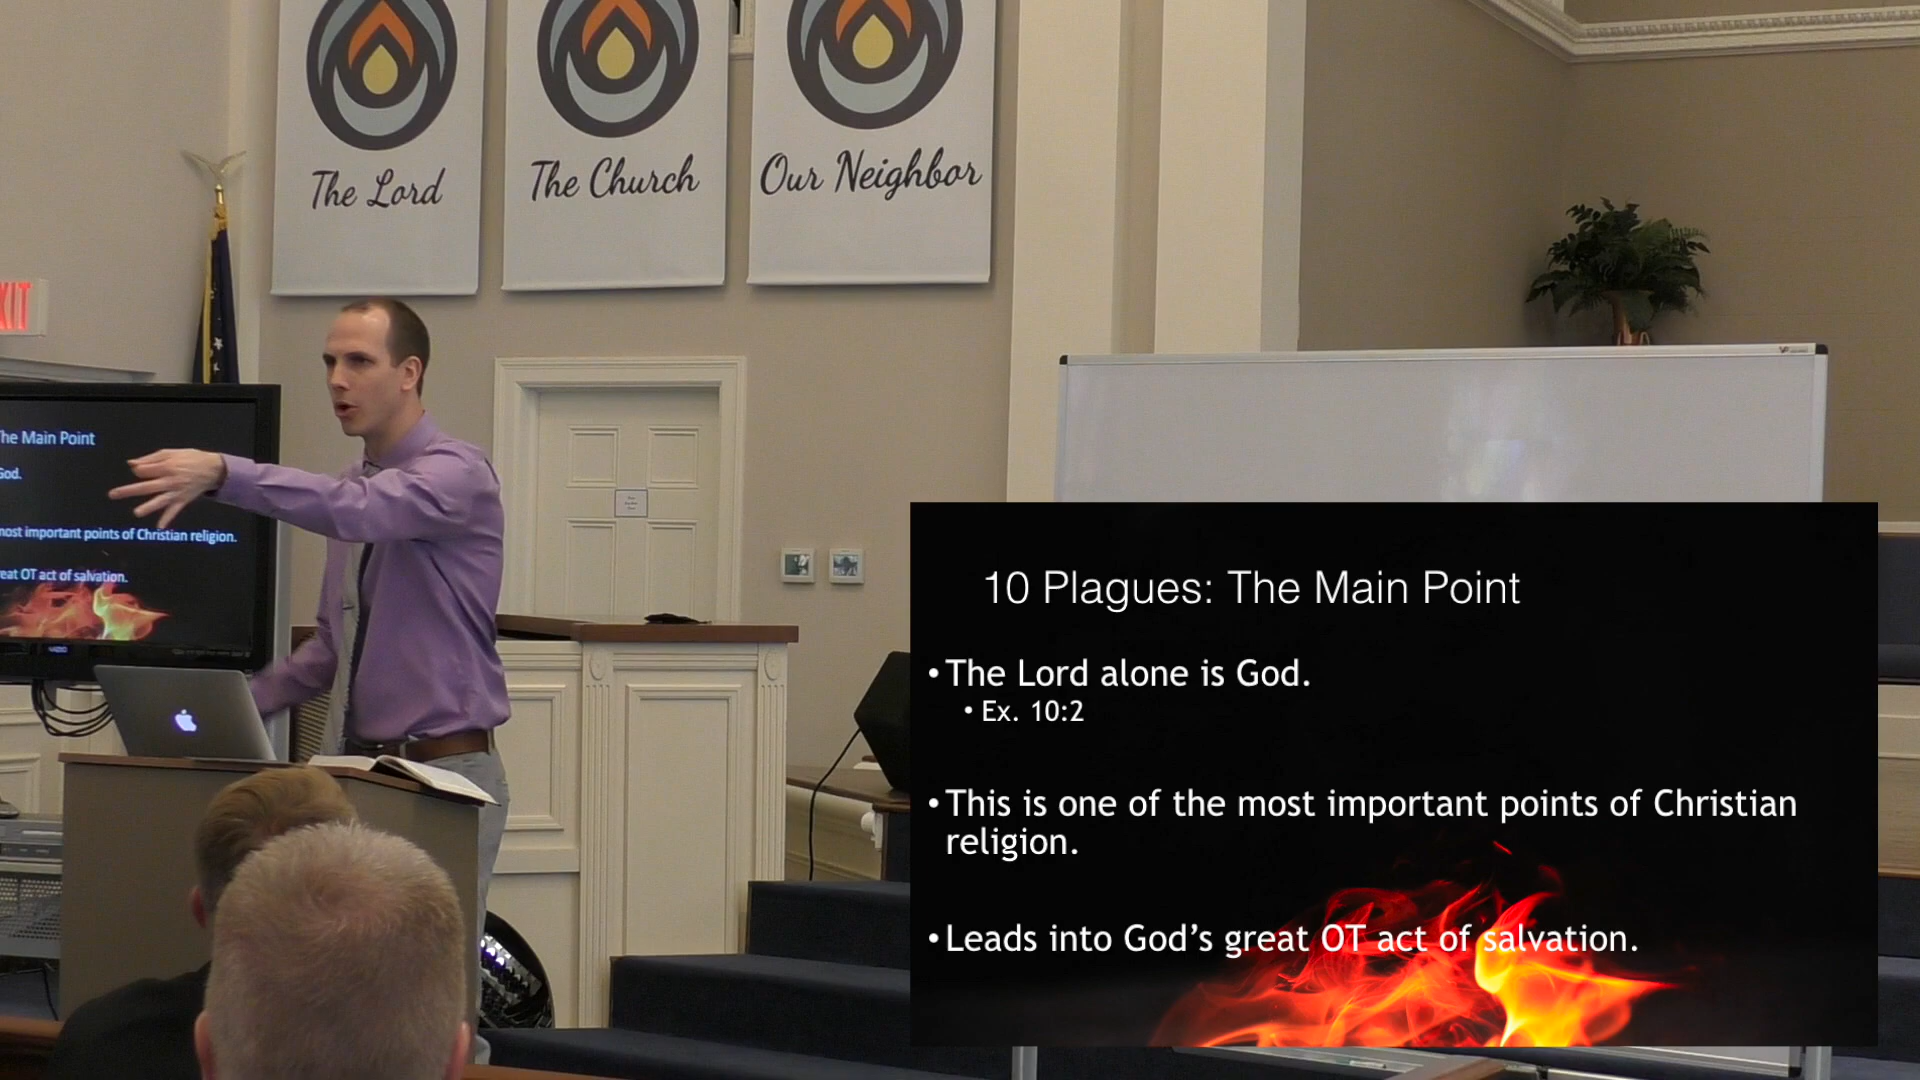 The Lord
The Church
Our Neighbor
XIT
he Main Point
God.
most important points of Christian religion.
eat OT act of salvation.
10 Plagues: The Main Point
• The Lord alone is God.
• Ex. 10:2
• This is one of the most important points of Christian
religion.
• Leads into God’s great OT act of salvation.